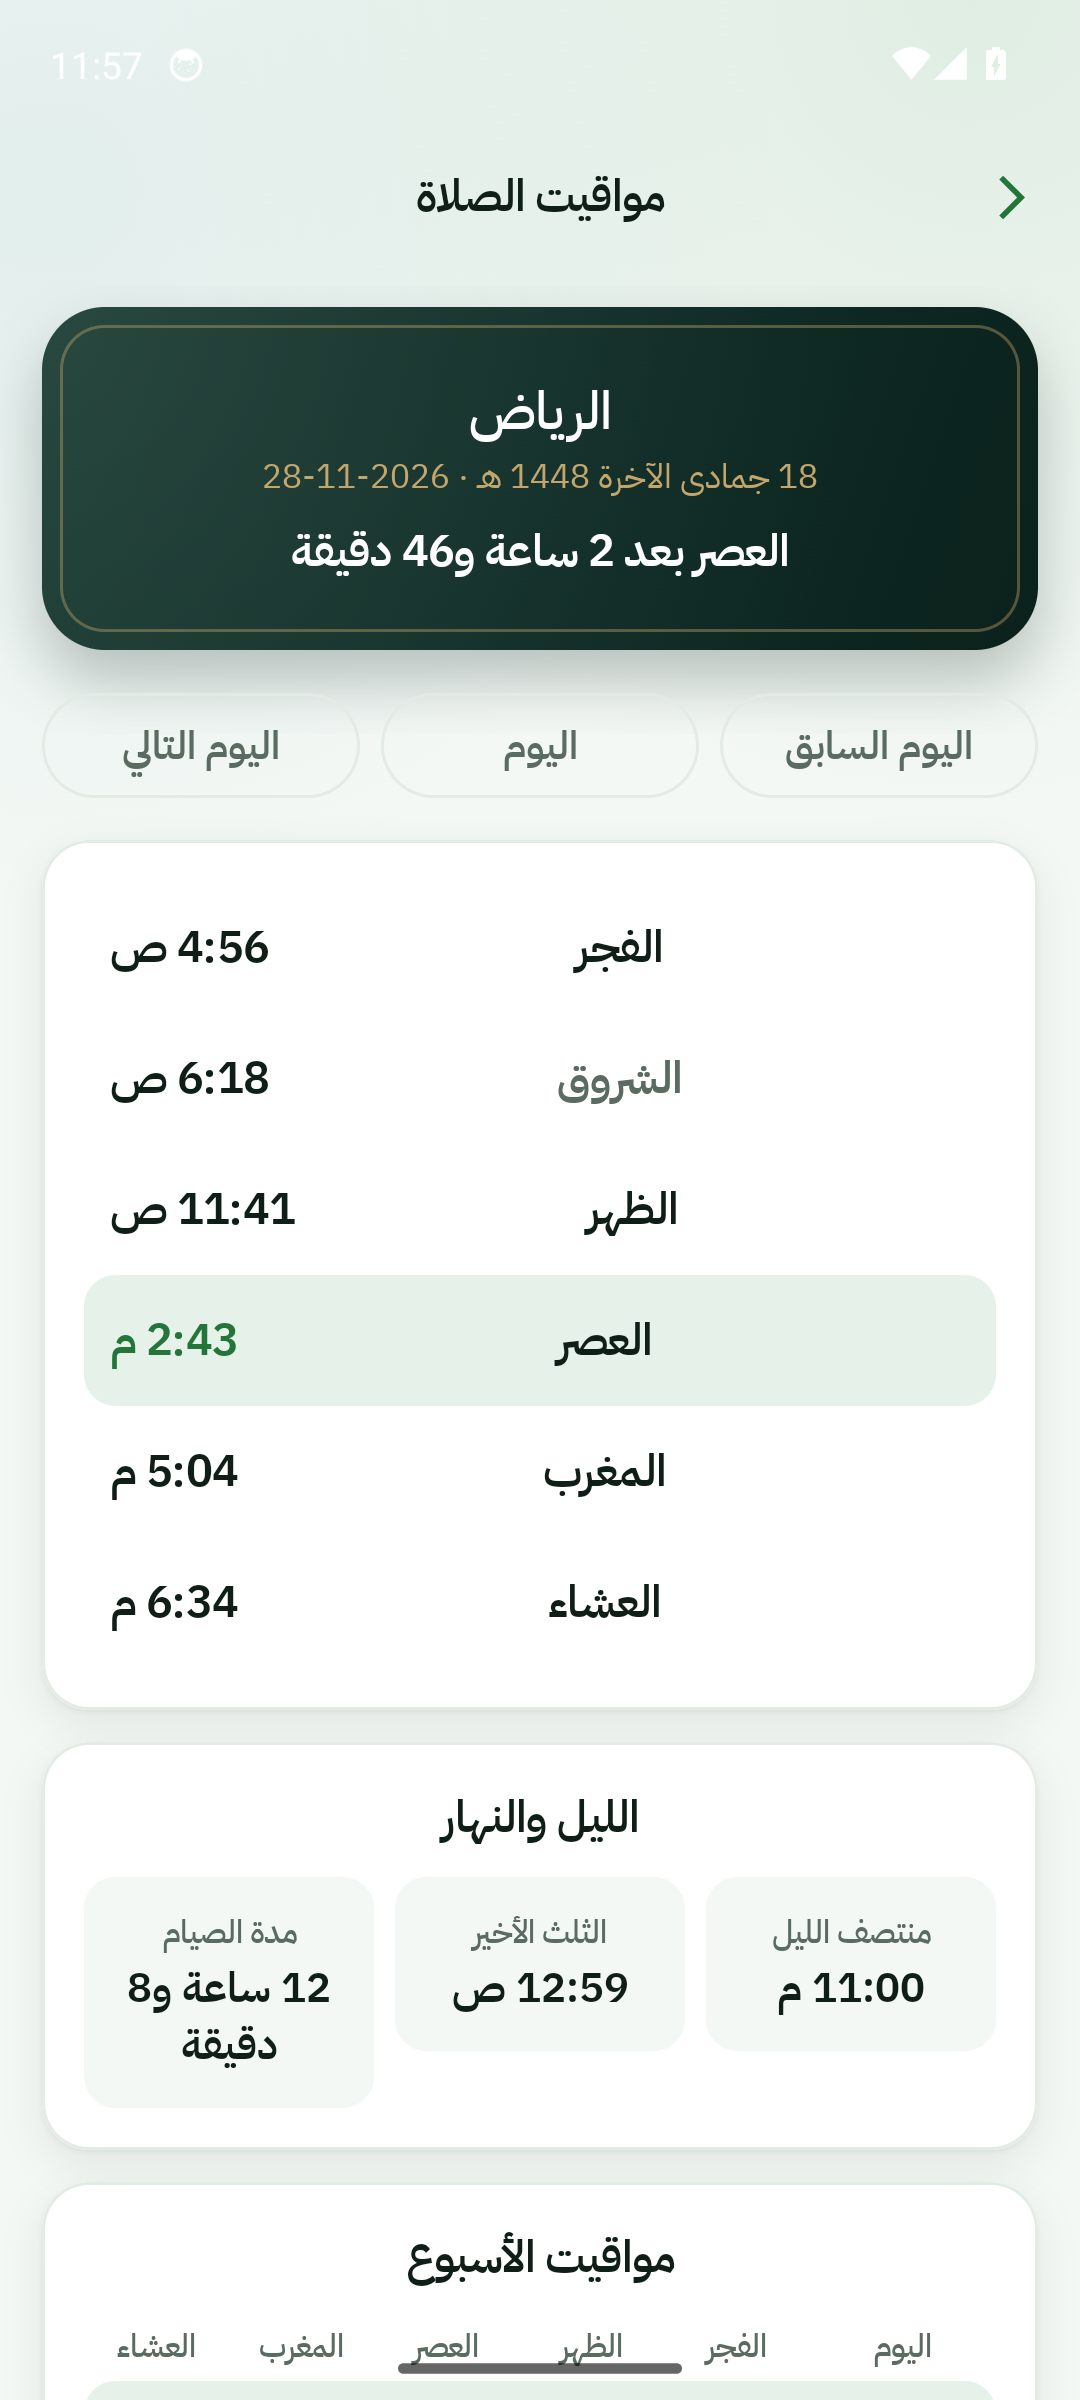 11:57
مواقيت الصلاة
الرياض
18 جمادى الآخرة 1448 هـ · 2026-11-28
العصر بعد 2 ساعة و46 دقيقة
اليوم السابق
اليوم
اليوم التالي
الفجر 4:56 ص
الشروق 6:18 ص
الظهر 11:41 ص
العصر 2:43 م
المغرب 5:04 م
العشاء 6:34 م
الليل والنهار
منتصف الليل
11:00 م
الثلث الأخير
12:59 ص
مدة الصيام
12 ساعة و8
دقيقة
مواقيت الأسبوع
اليوم الفجر الظهر العصر المغرب العشاء